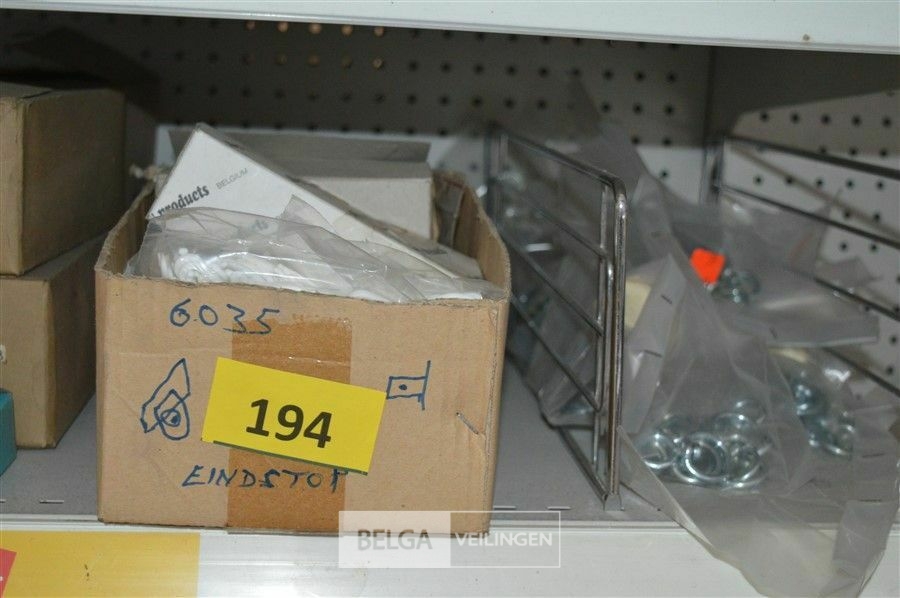 products BELGIUM
6035
194
EINDSTOP
BELGA VEILINGEN